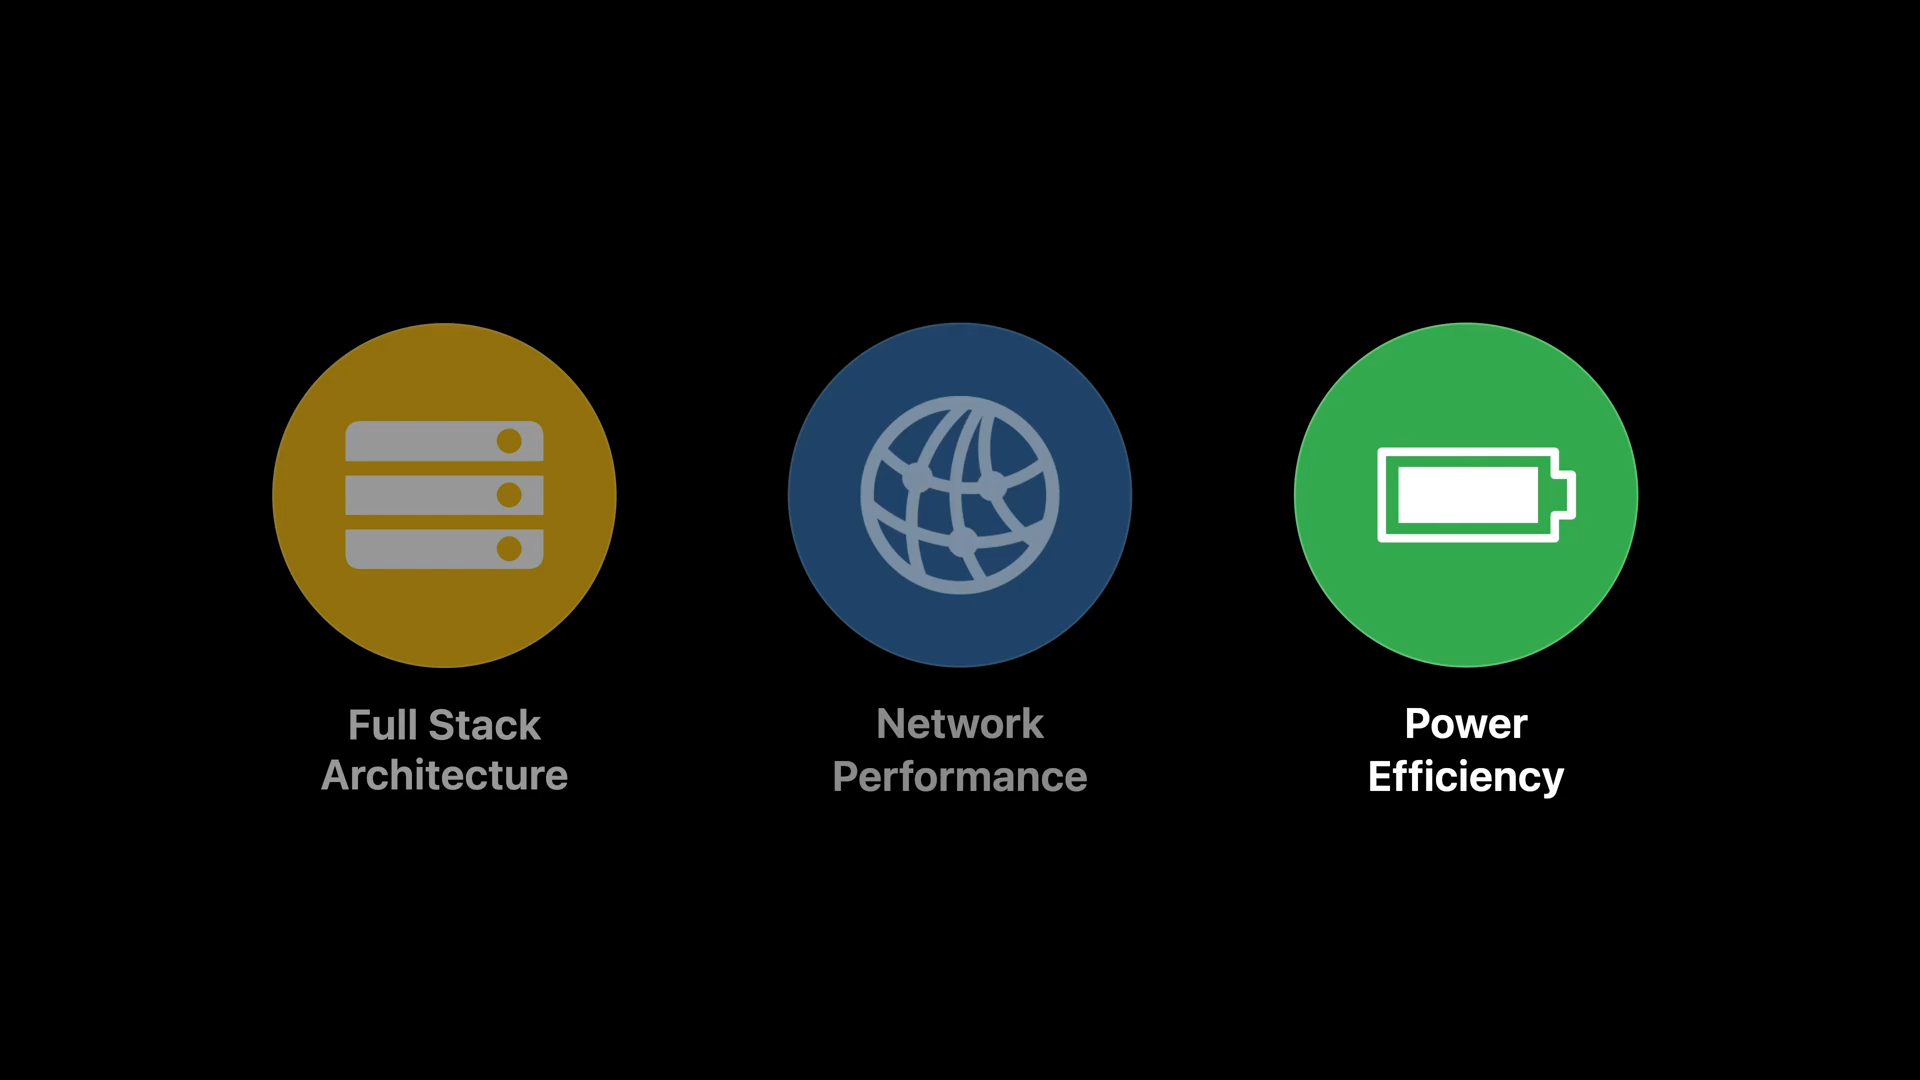 Full Stack
Architecture
Network
Performance
Power
Efficiency